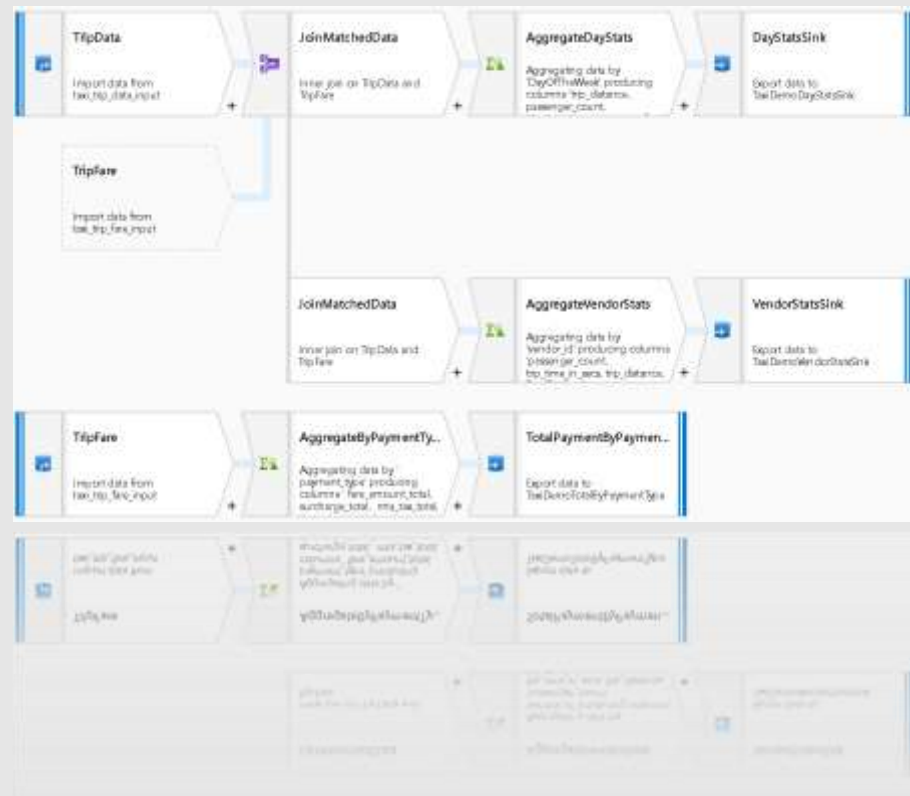 TripData
Import data from
taxi_trip_data_input
JoinMatchedData
Inner join on TripData and
TripFare
AggregateDayStats
Aggregating data by
'DayOfTheWeek' producing
columns 'trip_distance,
passenger_count,
DayStatsSink
Export data to
TaxiDemoDayStatsSink
TripFare
Import data from
taxi_trip_fare_input
JoinMatchedData
Inner join on TripData and
TripFare
AggregateVendorStats
Aggregating data by
'vendor_id' producing columns
'passenger_count,
trip_time_in_secs, trip_distance,
VendorStatsSink
Export data to
TaxiDemoVendorStatsSink
TripFare
Import data from
taxi_trip_fare_input
AggregateByPaymentTy...
Aggregating data by
'payment_type' producing
columns 'fare_amount_total,
surcharge_total, mta_tax_total,
TotalPaymentByPaymen...
Export data to
TaxiDemoTotalByPaymentType